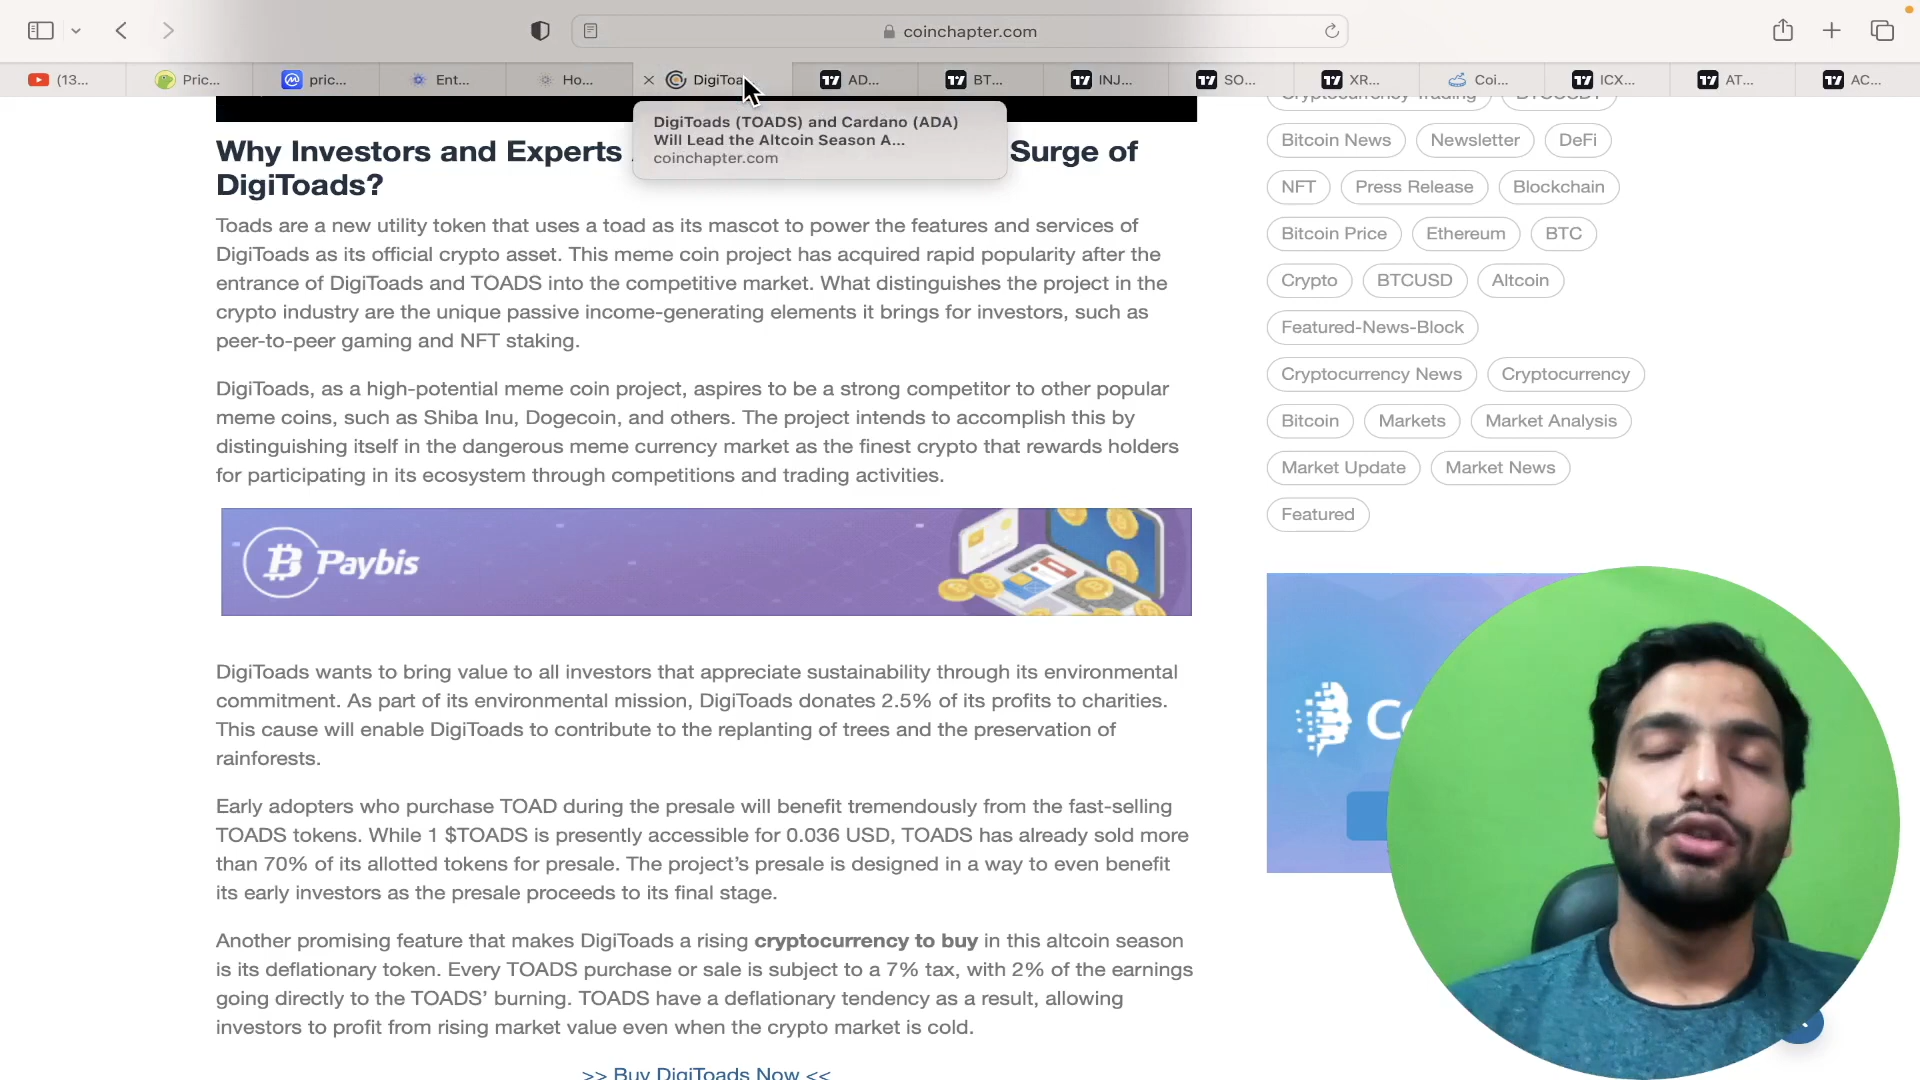 coinchapter.com
(13...
Pric...
pric...
Ent...
Ho...
DigiToa
AD...
BT...
INJ...
SO...
XR...
Coi...
ICX...
AT...
AC...
DigiToads (TOADS) and Cardano (ADA)
Will Lead the Altcoin Season A...
coinchapter.com
Why Investors and Experts
Surge of
DigiToads?
Toads are a new utility token that uses a toad as its mascot to power the features and services of
DigiToads as its official crypto asset. This meme coin project has acquired rapid popularity after the
entrance of DigiToads and TOADS into the competitive market. What distinguishes the project in the
crypto industry are the unique passive income-generating elements it brings for investors, such as
peer-to-peer gaming and NFT staking.
DigiToads, as a high-potential meme coin project, aspires to be a strong competitor to other popular
meme coins, such as Shiba Inu, Dogecoin, and others. The project intends to accomplish this by
distinguishing itself in the dangerous meme currency market as the finest crypto that rewards holders
for participating in its ecosystem through competitions and trading activities.
Paybis
DigiToads wants to bring value to all investors that appreciate sustainability through its environmental
commitment. As part of its environmental mission, DigiToads donates 2.5% of its profits to charities.
This cause will enable DigiToads to contribute to the replanting of trees and the preservation of
rainforests.
Early adopters who purchase TOAD during the presale will benefit tremendously from the fast-selling
TOADS tokens. While 1 $TOADS is presently accessible for 0.036 USD, TOADS has already sold more
than 70% of its allotted tokens for presale. The project’s presale is designed in a way to even benefit
its early investors as the presale proceeds to its final stage.
Another promising feature that makes DigiToads a rising cryptocurrency to buy in this altcoin season
is its deflationary token. Every TOADS purchase or sale is subject to a 7% tax, with 2% of the earnings
going directly to the TOADS’ burning. TOADS have a deflationary tendency as a result, allowing
investors to profit from rising market value even when the crypto market is cold.
>> Buy DigiToads Now <<
Cryptocurrency Trading
BTCUSDT
Bitcoin News
Newsletter
DeFi
NFT
Press Release
Blockchain
Bitcoin Price
Ethereum
BTC
Crypto
BTCUSD
Altcoin
Featured-News-Block
Cryptocurrency News
Cryptocurrency
Bitcoin
Markets
Market Analysis
Market Update
Market News
Featured